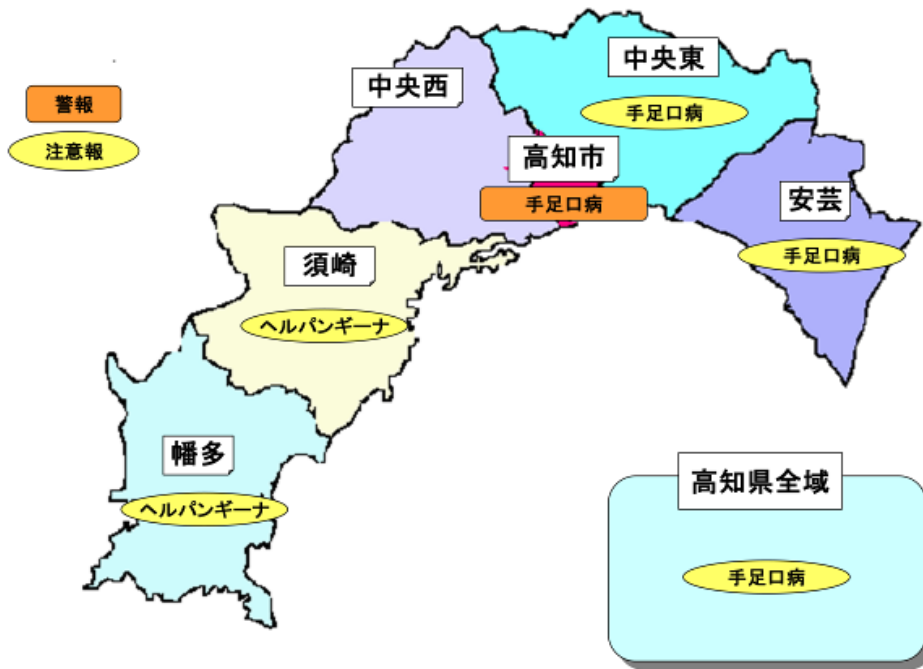 中央東
中央西
警報
手足口病
注意報
高知市
手足口病
安芸
手足口病
須崎
ヘルパンギーナ
幡多
ヘルパンギーナ
高知県全域
手足口病